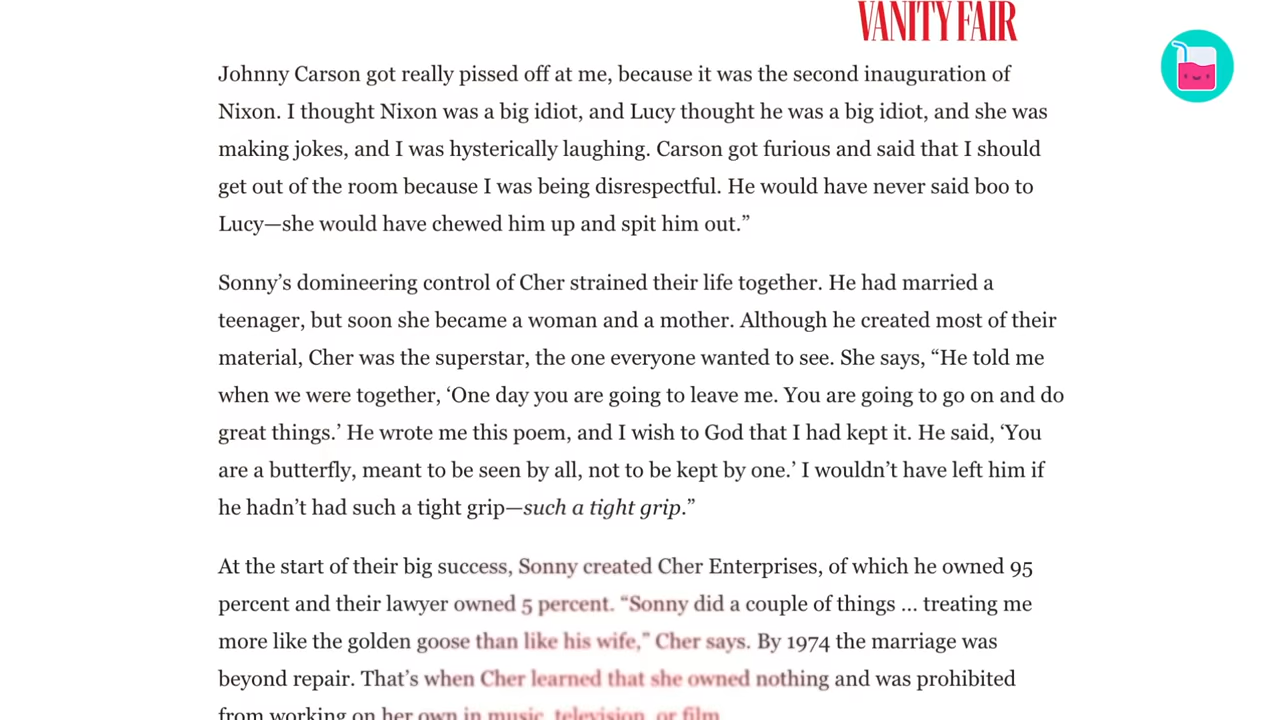 VANITY FAIR
Johnny Carson got really pissed off at me, because it was the second inauguration of
Nixon. I thought Nixon was a big idiot, and Lucy thought he was a big idiot, and she was
making jokes, and I was hysterically laughing. Carson got furious and said that I should
get out of the room because I was being disrespectful. He would have never said boo to
Lucy—she would have chewed him up and spit him out.”
Sonny’s domineering control of Cher strained their life together. He had married a
teenager, but soon she became a woman and a mother. Although he created most of their
material, Cher was the superstar, the one everyone wanted to see. She says, “He told me
when we were together, ‘One day you are going to leave me. You are going to go on and do
great things.’ He wrote me this poem, and I wish to God that I had kept it. He said, ‘You
are a butterfly, meant to be seen by all, not to be kept by one.’ I wouldn’t have left him if
he hadn’t had such a tight grip—such a tight grip.”
At the start of their big success, Sonny created Cher Enterprises, of which he owned 95
percent and their lawyer owned 5 percent. “Sonny did a couple of things ... treating me
more like the golden goose than like his wife,” Cher says. By 1974 the marriage was
beyond repair. That’s when Cher learned that she owned nothing and was prohibited
from working on her own in music, television, or film